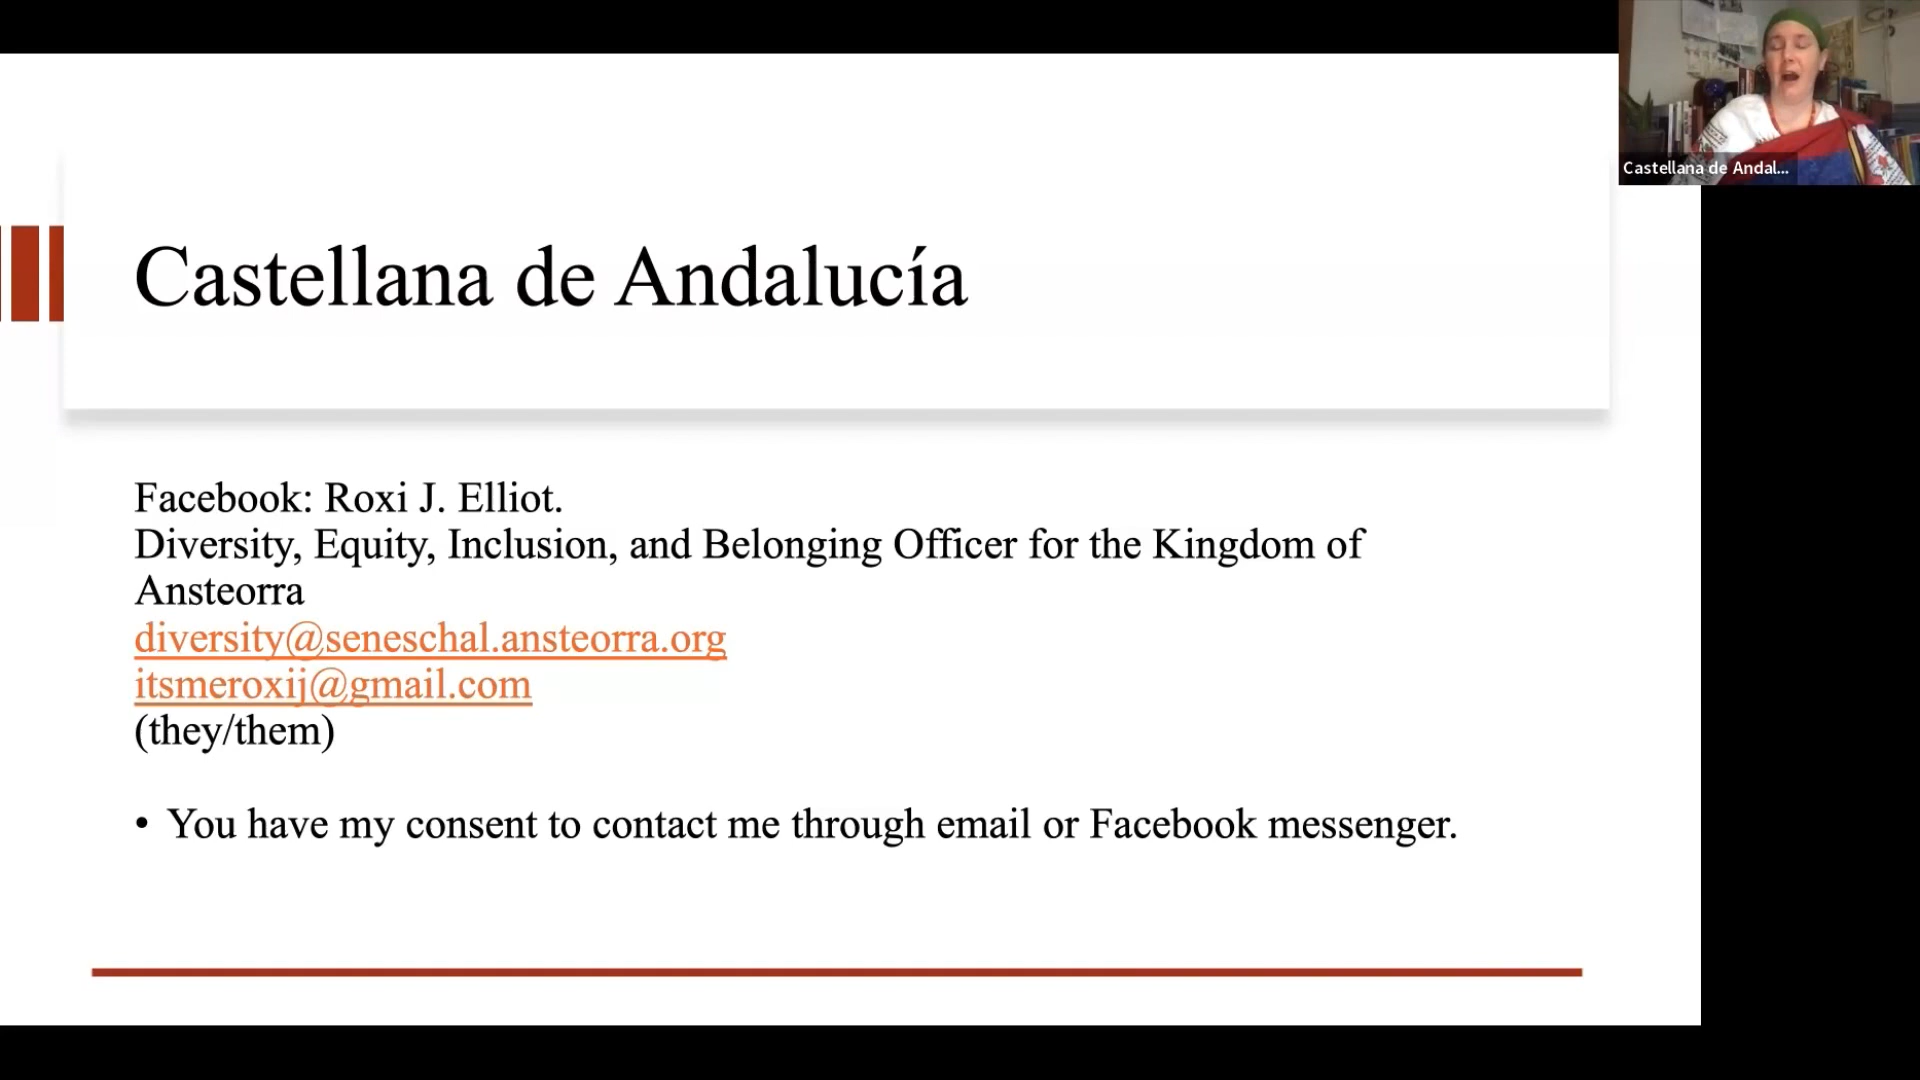 Castellana de Andal...
Castellana de Andalucía
Facebook: Roxi J. Elliot.
Diversity, Equity, Inclusion, and Belonging Officer for the Kingdom of
Ansteorra
diversity@seneschal.ansteorra.org
itsmeroxij@gmail.com
(they/them)
• You have my consent to contact me through email or Facebook messenger.